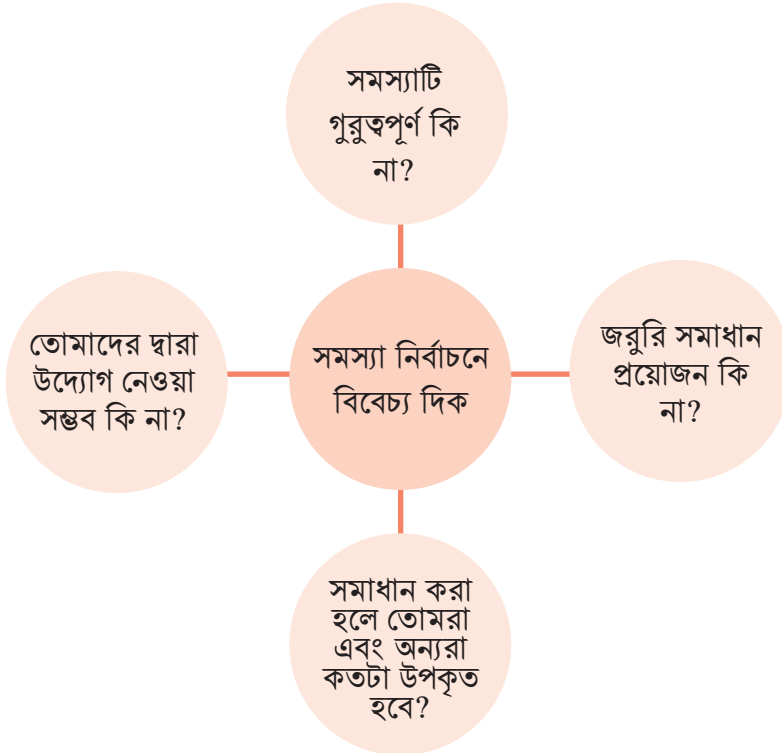 সমস্যাটি
গুরুত্বপূর্ণ কি
না?
তোমাদের দ্বারা
উদ্যোগ নেওয়া
সম্ভব কি না?
সমস্যা নির্বাচনে
বিবেচ্য দিক
জরুরি সমাধান
প্রয়োজন কি
না?
সমাধান করা
হলে তোমরা
এবং অন্যরা
কতটা উপকৃত
হবে?